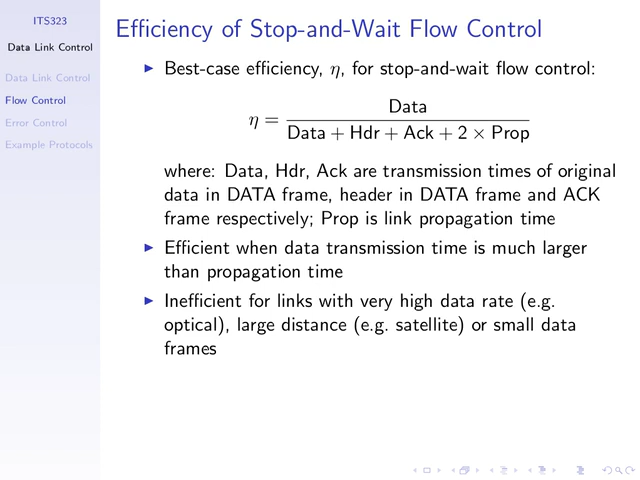 ITS323
Data Link Control
Data Link Control
Flow Control
Error Control
Example Protocols
Efficiency of Stop-and-Wait Flow Control
▶ Best-case efficiency, η, for stop-and-wait flow control:
η = Data / (Data + Hdr + Ack + 2 × Prop)
where: Data, Hdr, Ack are transmission times of original
data in DATA frame, header in DATA frame and ACK
frame respectively; Prop is link propagation time
▶ Efficient when data transmission time is much larger
than propagation time
▶ Inefficient for links with very high data rate (e.g.
optical), large distance (e.g. satellite) or small data
frames